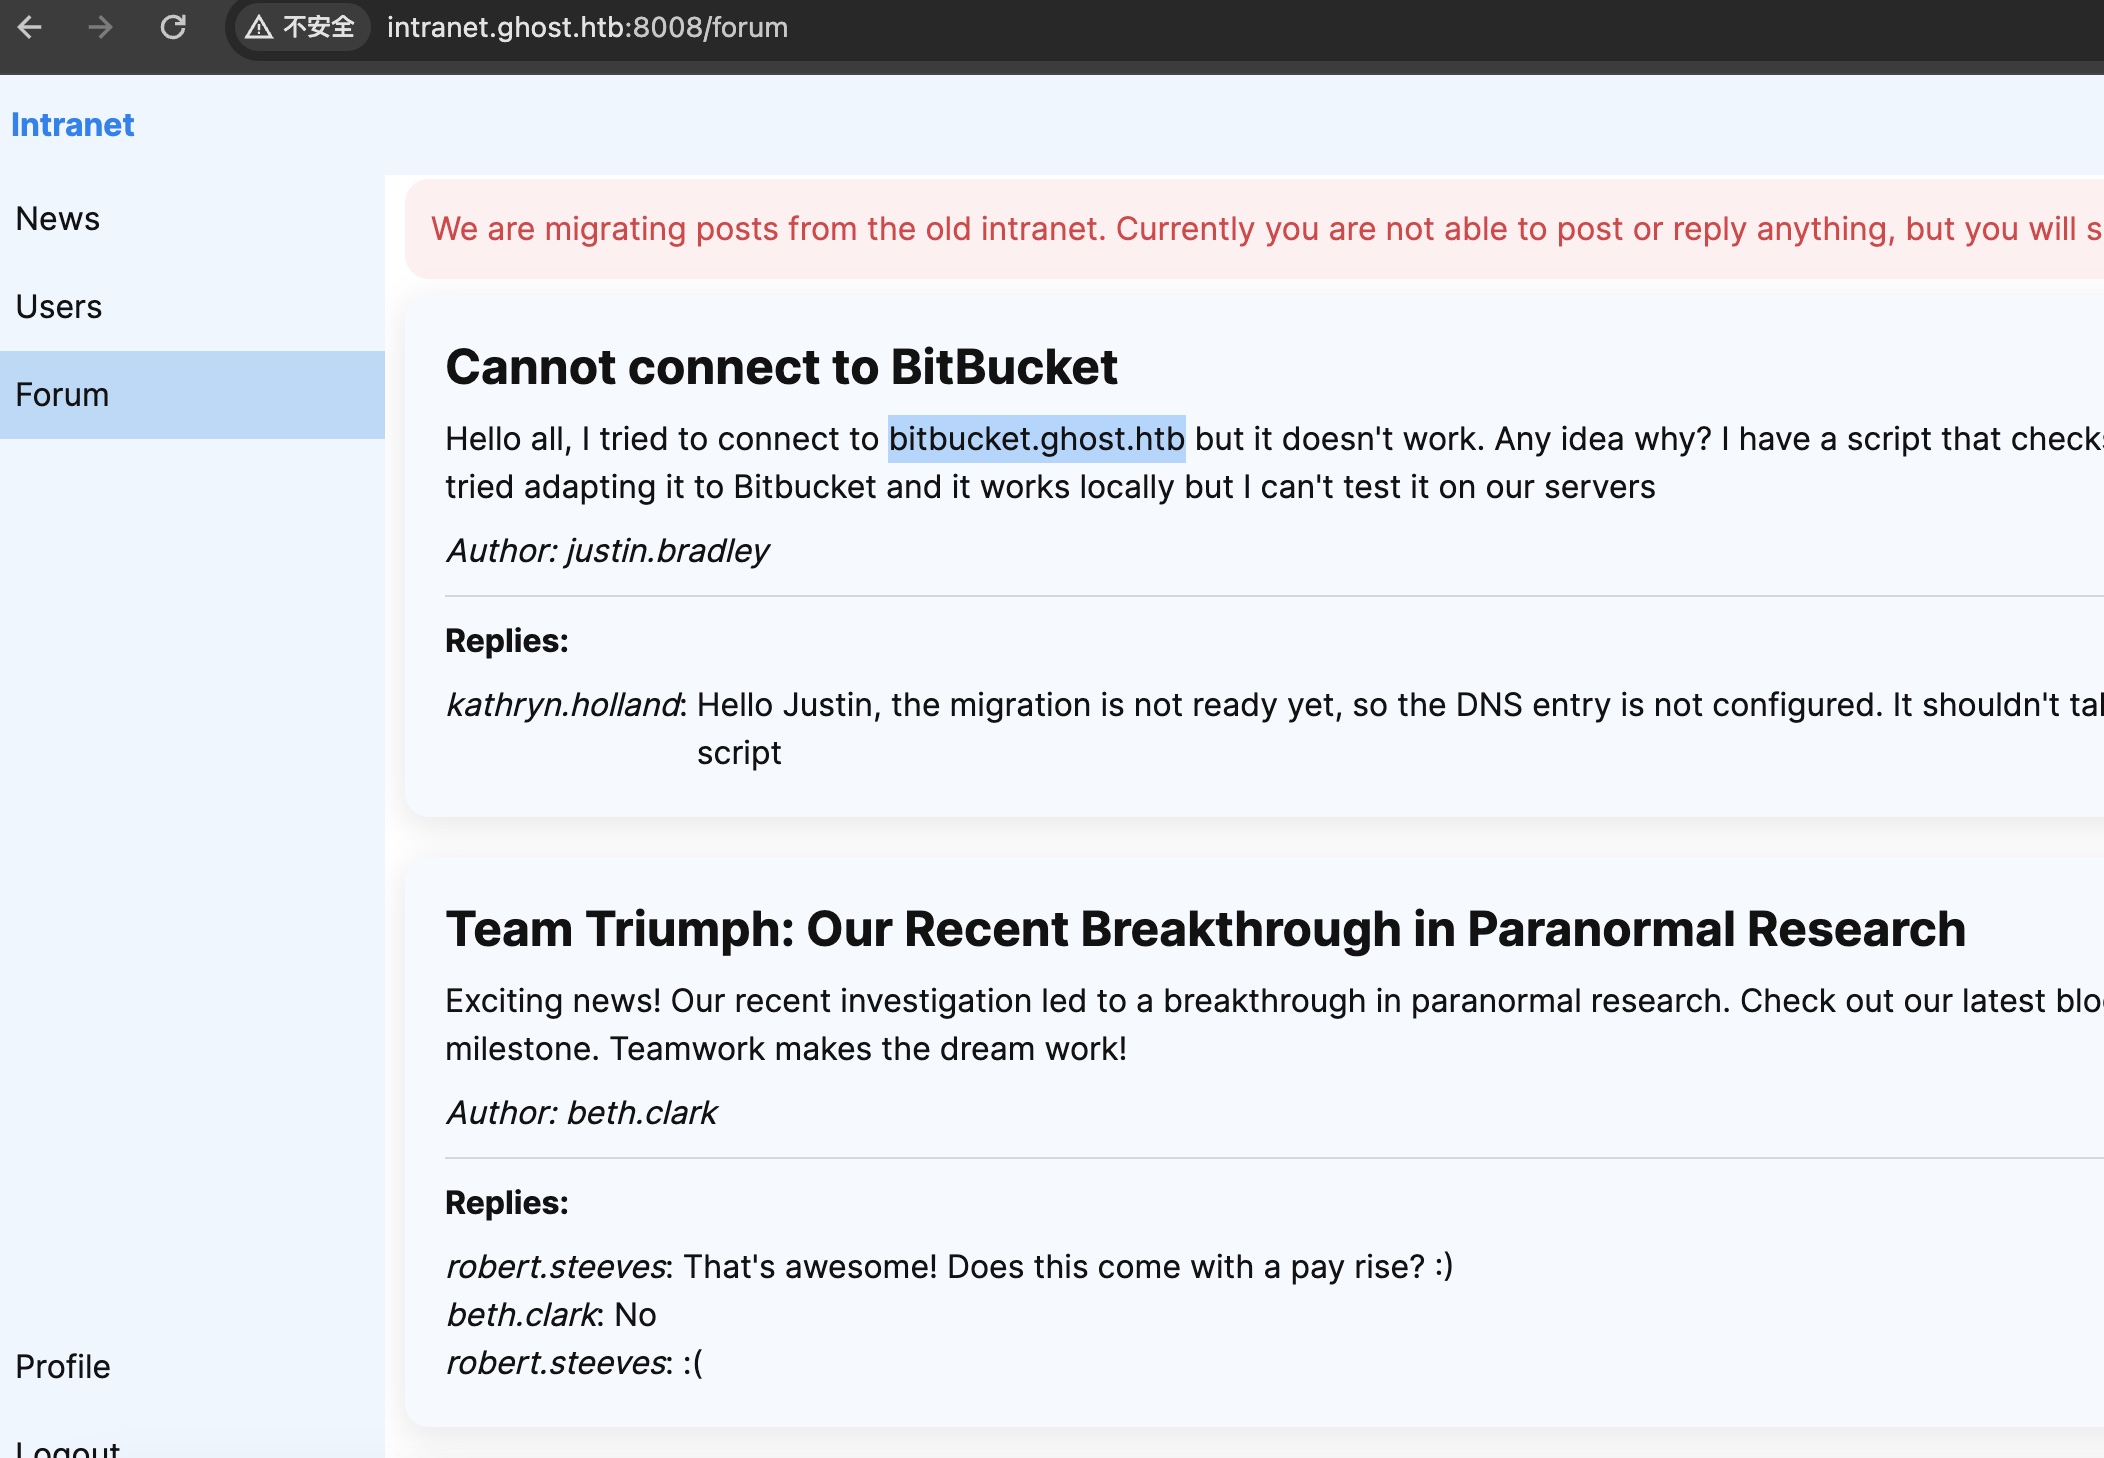 不安全 intranet.ghost.htb:8008/forum
Intranet
News
Users
Forum
We are migrating posts from the old intranet. Currently you are not able to post or reply anything, but you will
Cannot connect to BitBucket
Hello all, I tried to connect to bitbucket.ghost.htb but it doesn't work. Any idea why? I have a script that checks
tried adapting it to Bitbucket and it works locally but I can't test it on our servers
Author: justin.bradley
Replies:
kathryn.holland: Hello Justin, the migration is not ready yet, so the DNS entry is not configured. It shouldn't
script
Team Triumph: Our Recent Breakthrough in Paranormal Research
Exciting news! Our recent investigation led to a breakthrough in paranormal research. Check out our latest
milestone. Teamwork makes the dream work!
Author: beth.clark
Replies:
robert.steeves: That's awesome! Does this come with a pay rise? :)
beth.clark: No
robert.steeves: :(
Profile
Logout